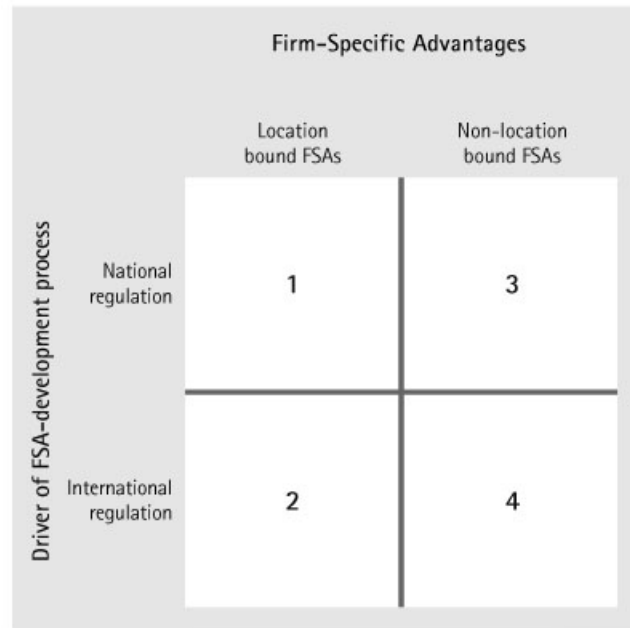 Firm-Specific Advantages
Location
bound FSAs
Non-location
bound FSAs
Driver of FSA-development process
National
regulation
1
3
International
regulation
2
4